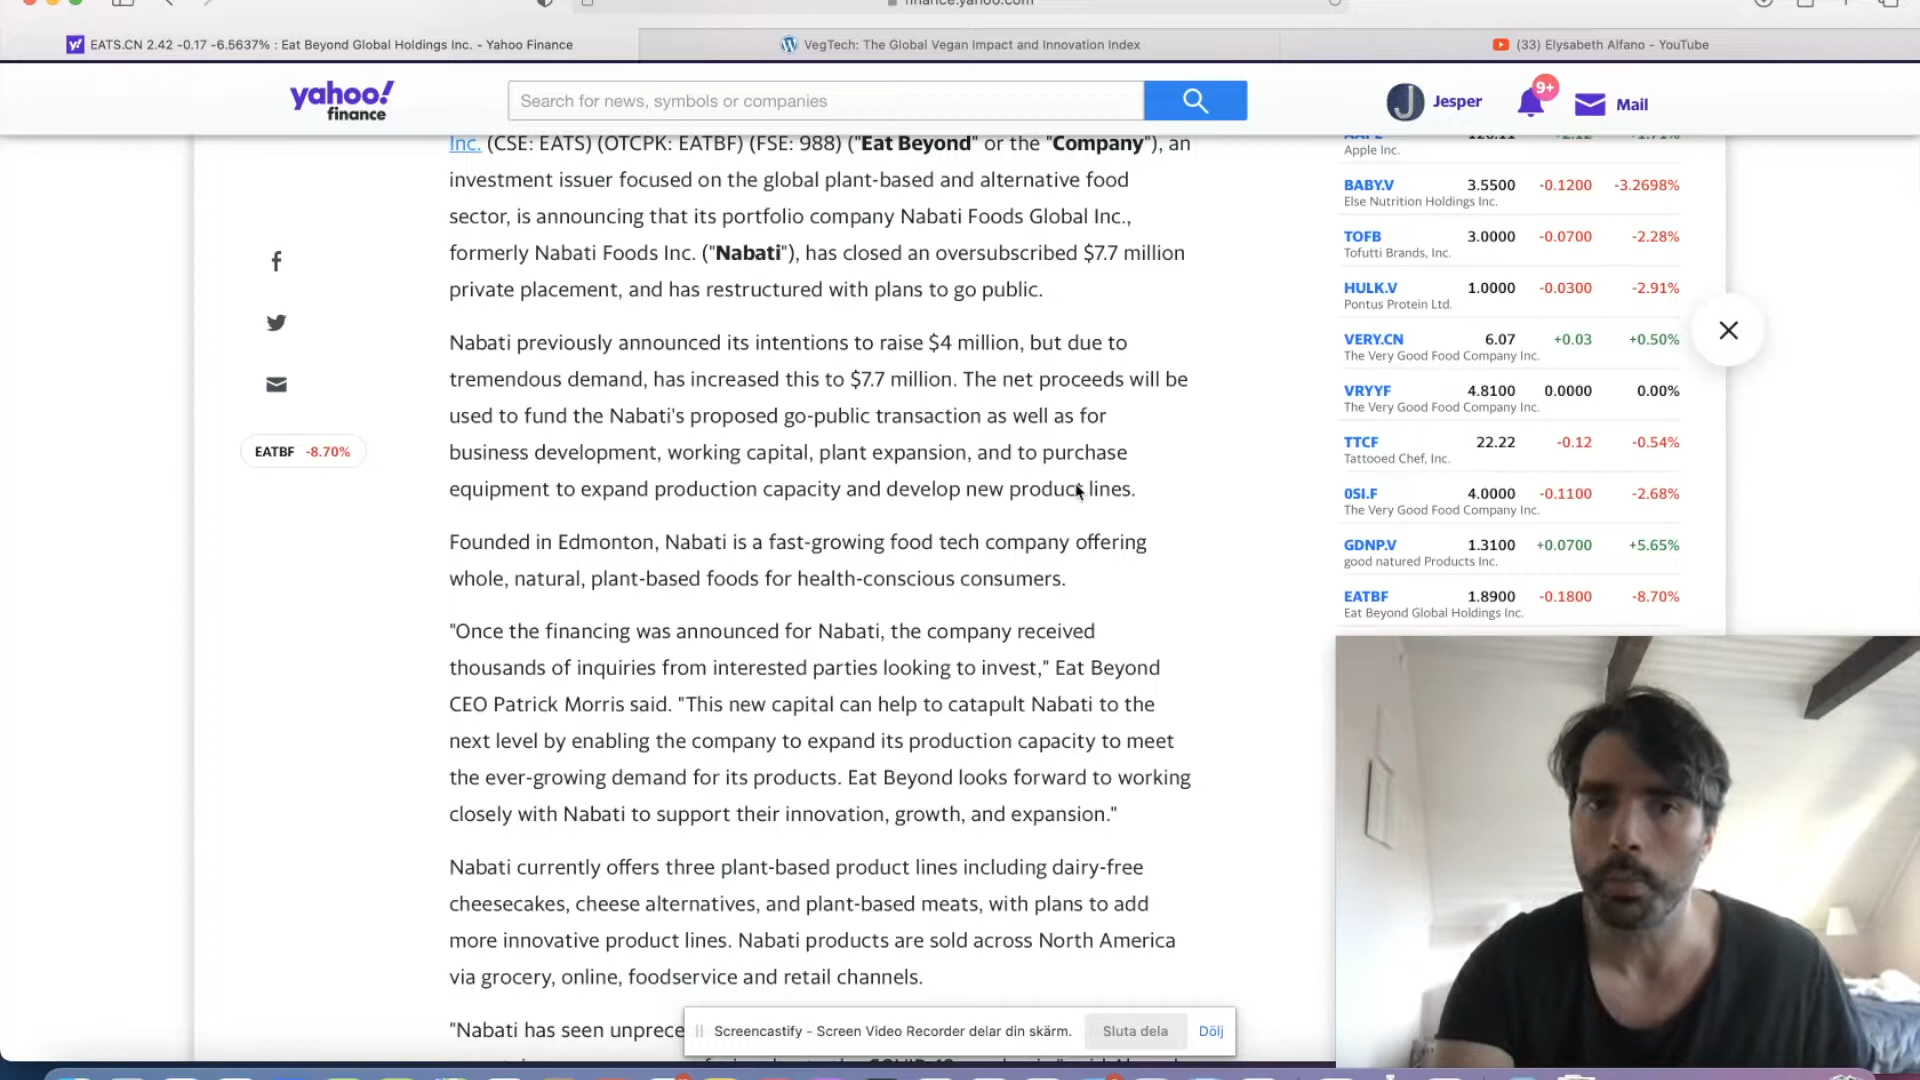 finance.yahoo.com
EATS.CN 2.42 -0.17 -6.5637% : Eat Beyond Global Holdings Inc. - Yahoo Finance
VegTech: The Global Vegan Impact and Innovation Index
(33) Elysabeth Alfano - YouTube
yahoo!
finance
Search for news, symbols or companies
Jesper
9+
Mail
Inc. (CSE: EATS) (OTCPK: EATBF) (FSE: 988) ("Eat Beyond" or the "Company"), an
investment issuer focused on the global plant-based and alternative food
sector, is announcing that its portfolio company Nabati Foods Global Inc.,
formerly Nabati Foods Inc. ("Nabati"), has closed an oversubscribed $7.7 million
private placement, and has restructured with plans to go public.
Nabati previously announced its intentions to raise $4 million, but due to
tremendous demand, has increased this to $7.7 million. The net proceeds will be
used to fund the Nabati's proposed go-public transaction as well as for
business development, working capital, plant expansion, and to purchase
equipment to expand production capacity and develop new product lines.
Founded in Edmonton, Nabati is a fast-growing food tech company offering
whole, natural, plant-based foods for health-conscious consumers.
"Once the financing was announced for Nabati, the company received
thousands of inquiries from interested parties looking to invest," Eat Beyond
CEO Patrick Morris said. "This new capital can help to catapult Nabati to the
next level by enabling the company to expand its production capacity to meet
the ever-growing demand for its products. Eat Beyond looks forward to working
closely with Nabati to support their innovation, growth, and expansion."
Nabati currently offers three plant-based product lines including dairy-free
cheesecakes, cheese alternatives, and plant-based meats, with plans to add
more innovative product lines. Nabati products are sold across North America
via grocery, online, foodservice and retail channels.
"Nabati has seen
EATBF -8.70%
Apple Inc.
BABY.V 3.5500 -0.1200 -3.2698%
Else Nutrition Holdings Inc.
TOFB 3.0000 -0.0700 -2.28%
Tofutti Brands, Inc.
HULK.V 1.0000 -0.0300 -2.91%
Pontus Protein Ltd.
VERY.CN 6.07 +0.03 +0.50%
The Very Good Food Company Inc.
VRYYF 4.8100 0.0000 0.00%
The Very Good Food Company Inc.
TTCF 22.22 -0.12 -0.54%
Tattooed Chef, Inc.
0SI.F 4.0000 -0.1100 -2.68%
The Very Good Food Company Inc.
GDNP.V 1.3100 +0.0700 +5.65%
good natured Products Inc.
EATBF 1.8900 -0.1800 -8.70%
Eat Beyond Global Holdings Inc.
Screencastify - Screen Video Recorder delar din skärm.
Sluta dela
Dölj